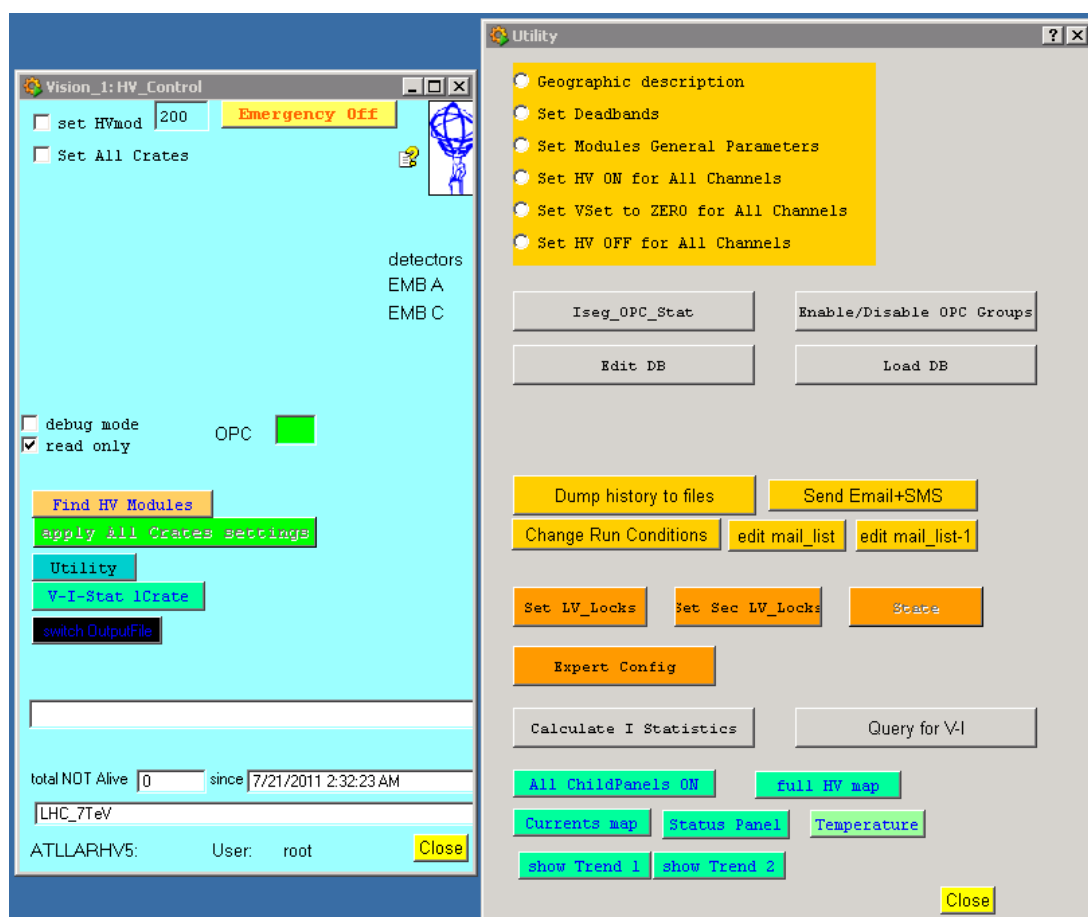 Vision_1: HV_Control
set HVmod 200 Emergency Off
Set All Crates
detectors
EMB A
EMB C
debug mode
read only
OPC
Find HV Modules
apply All Crates settings
Utility
V-I-Stat 1Crate
switch OutputFile
total NOT Alive 0 since 7/21/2011 2:32:23 AM
LHC_7TeV
ATLLARHV5: User: root Close
Utility
Geographic description
Set Deadbands
Set Modules General Parameters
Set HV ON for All Channels
Set VSet to ZERO for All Channels
Set HV OFF for All Channels
Iseg_OPC_Stat Enable/Disable OPC Groups
Edit DB Load DB
Dump history to files Send Email+SMS
Change Run Conditions edit mail_list edit mail_list-1
Set LV_Locks Set Sec LV_Locks State
Expert Config
Calculate I Statistics Query for V-I
All ChildPanels ON full HV map
Currents map Status Panel Temperature
show Trend 1 show Trend 2
Close